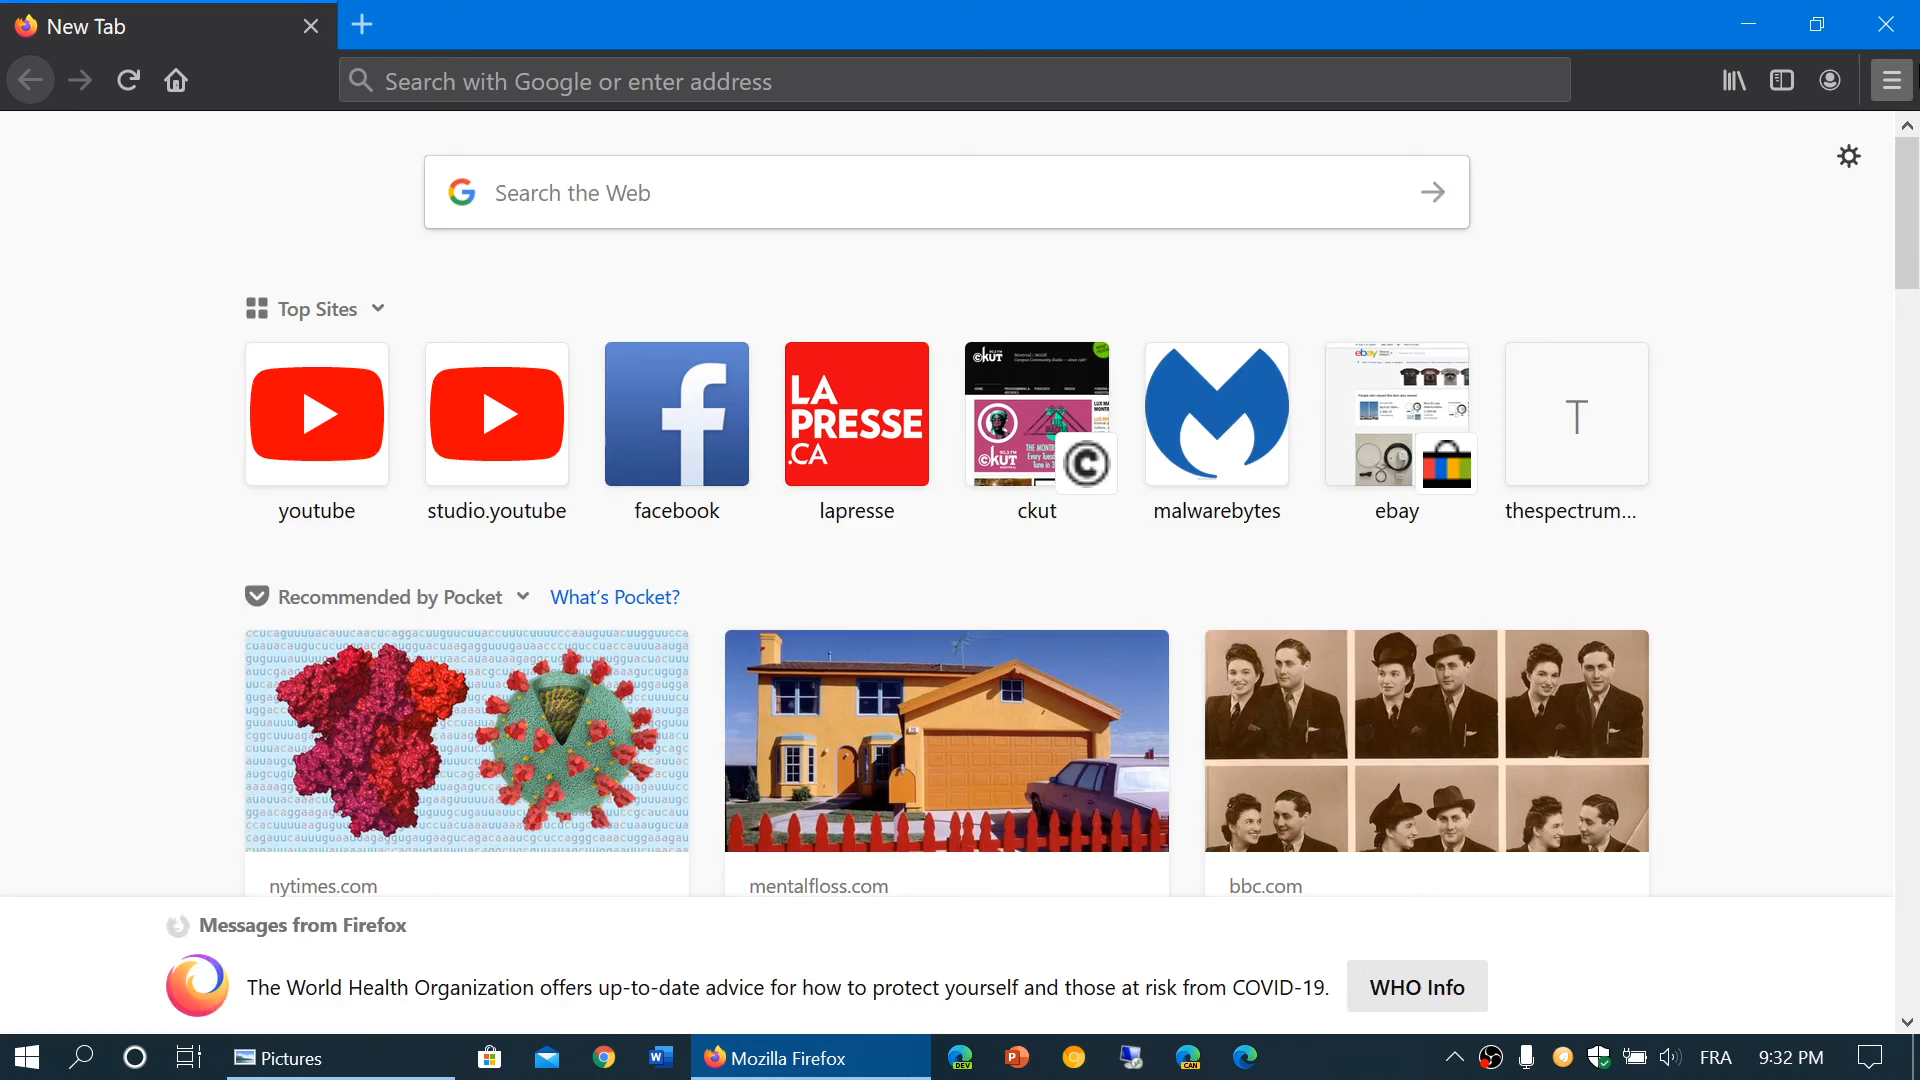 New Tab
Search with Google or enter address
Search the Web
Top Sites
LA
PRESSE
.CA
ebay
T
youtube
studio.youtube
facebook
lapresse
ckut
malwarebytes
ebay
thespectrum...
Recommended by Pocket
What's Pocket?
nytimes.com
mentalfloss.com
bbc.com
Messages from Firefox
The World Health Organization offers up-to-date advice for how to protect yourself and those at risk from COVID-19.
WHO Info
Pictures
Mozilla Firefox
DEV
CAN
FRA
9:32 PM